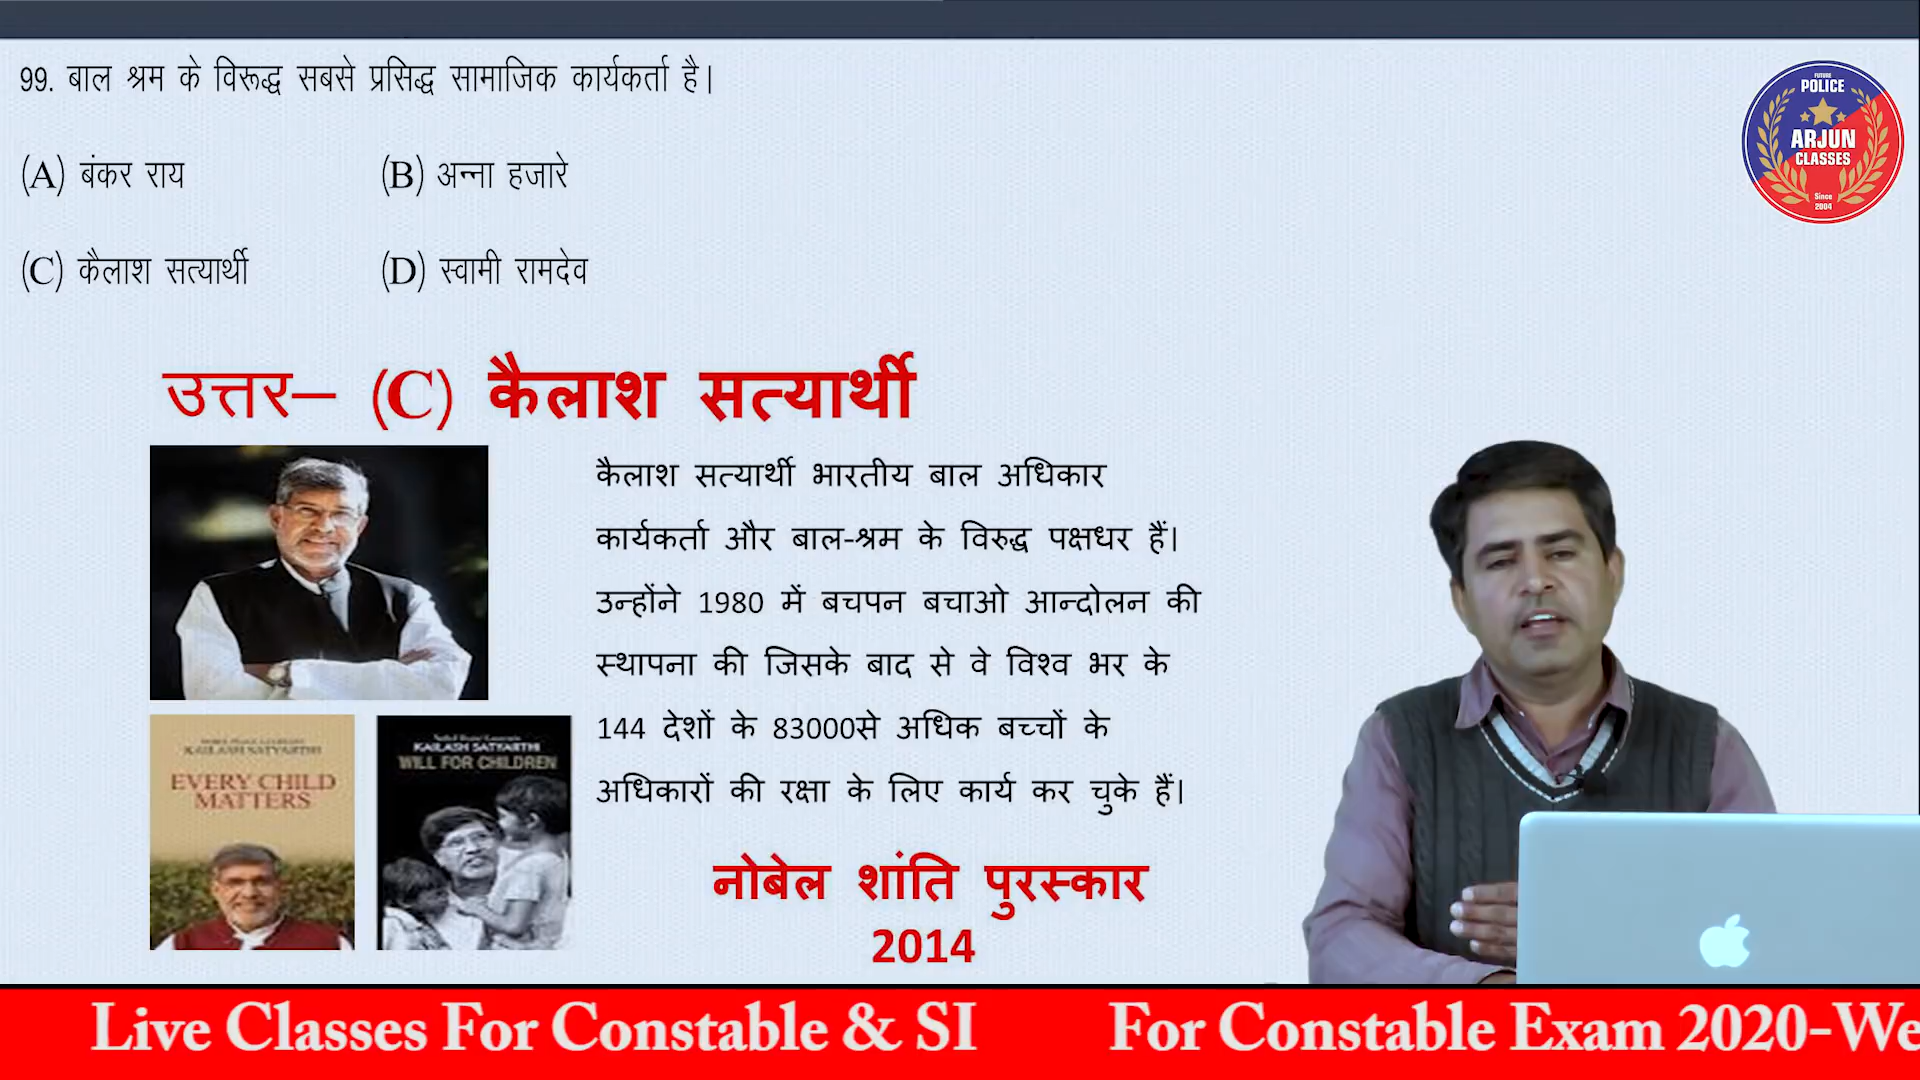 99. बाल श्रम के विरूद्ध सबसे प्रसिद्ध सामाजिक कार्यकर्ता है।
(A) बंकर राय
(B) अन्ना हजारे
(C) कैलाश सत्यार्थी
(D) स्वामी रामदेव
FUTURE
POLICE
ARJUN
CLASSES
Since
2004
उत्तर– (C) कैलाश सत्यार्थी
कैलाश सत्यार्थी भारतीय बाल अधिकार
कार्यकर्ता और बाल-श्रम के विरुद्ध पक्षधर हैं।
उन्होंने 1980 में बचपन बचाओ आन्दोलन की
स्थापना की जिसके बाद से वे विश्व भर के
144 देशों के 83000से अधिक बच्चों के
अधिकारों की रक्षा के लिए कार्य कर चुके हैं।
KAILASH SATYARTHI
EVERY CHILD
MATTERS
KAILASH SATYARTHI
WILL FOR CHILDREN
नोबेल शांति पुरस्कार
2014
Live Classes For Constable & SI For Constable Exam 2020-We